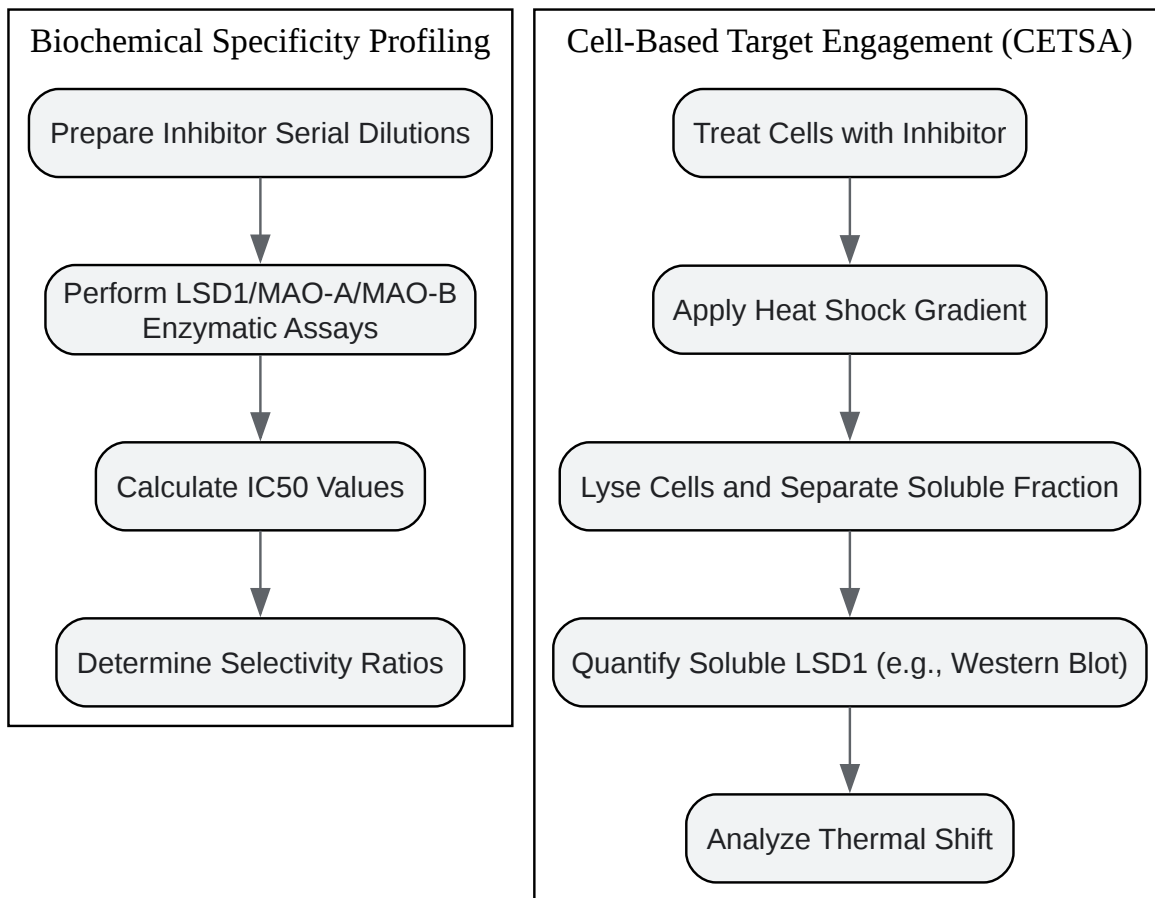 Biochemical Specificity Profiling
Prepare Inhibitor Serial Dilutions
Perform LSD1/MAO-A/MAO-B
Enzymatic Assays
Calculate IC50 Values
Determine Selectivity Ratios
Cell-Based Target Engagement (CETSA)
Treat Cells with Inhibitor
Apply Heat Shock Gradient
Lyse Cells and Separate Soluble Fraction
Quantify Soluble LSD1 (e.g., Western Blot)
Analyze Thermal Shift